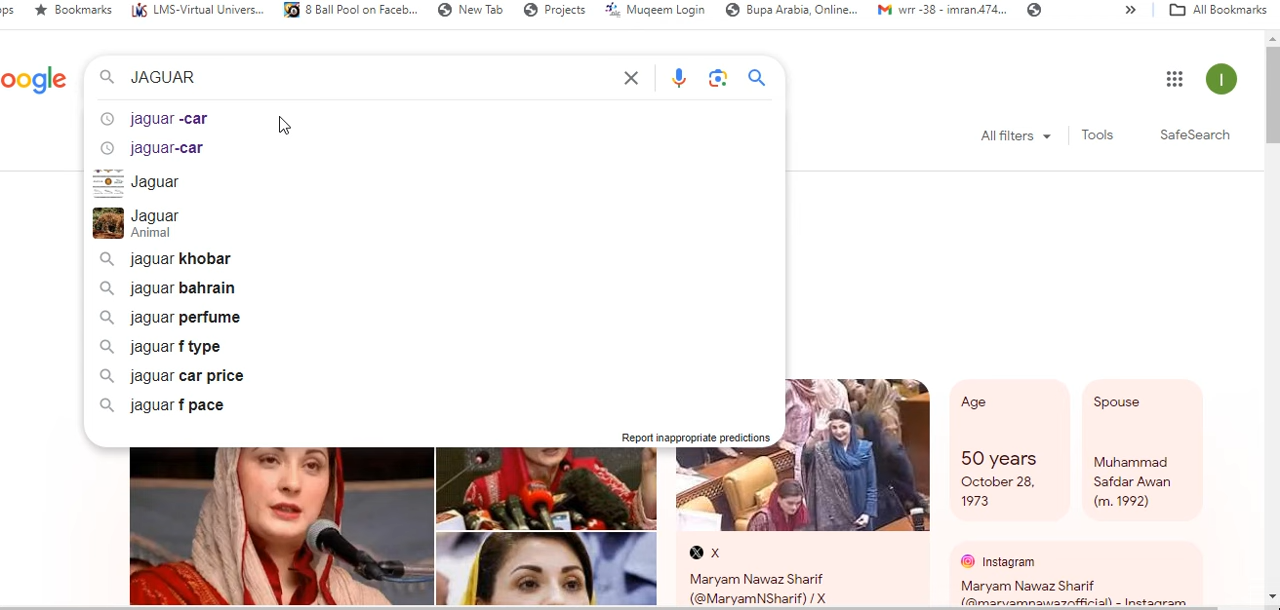 ps
Bookmarks
LMS-Virtual Univers...
8 Ball Pool on Faceb...
New Tab
Projects
Muqeem Login
Bupa Arabia, Online...
wrr -38 - imran.474...
»
All Bookmarks
oogle
JAGUAR
I
All filters
Tools
SafeSearch
jaguar -car
jaguar-car
Jaguar
Jaguar
Animal
jaguar khobar
jaguar bahrain
jaguar perfume
jaguar f type
jaguar car price
jaguar f pace
Report inappropriate predictions
Age
50 years
October 28,
1973
Spouse
Muhammad
Safdar Awan
(m. 1992)
X
Maryam Nawaz Sharif
(@MaryamNSharif) / X
Instagram
Maryam Nawaz Sharif
(@maryamnawazofficial) - Instagram